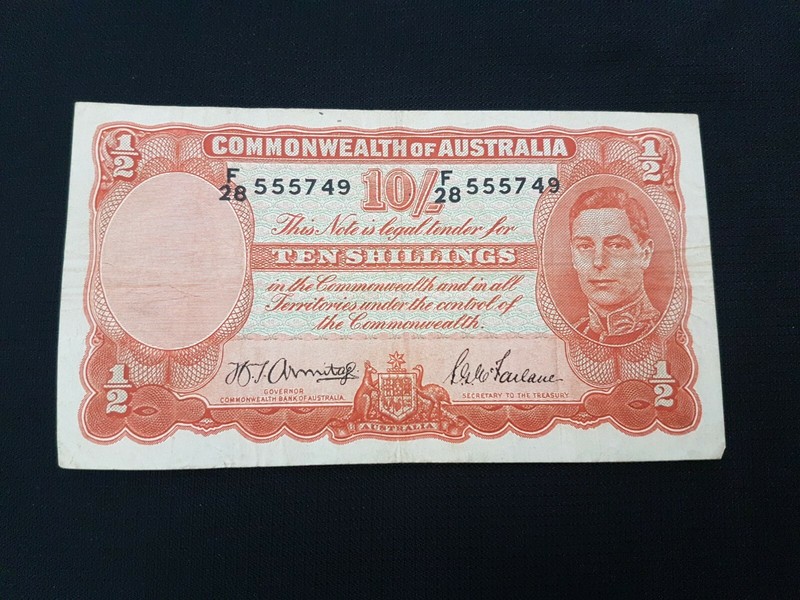 1/2 COMMONWEALTH OF AUSTRALIA 1/2
F/28 555749 10/- F/28 555749
This Note is legal tender for
TEN SHILLINGS
in the Commonwealth and in all
Territories under the control of
the Commonwealth.
H.T. Armitage S.G. McFarlane
GOVERNOR
COMMONWEALTH BANK OF AUSTRALIA. SECRETARY TO THE TREASURY.
1/2 AUSTRALIA 1/2